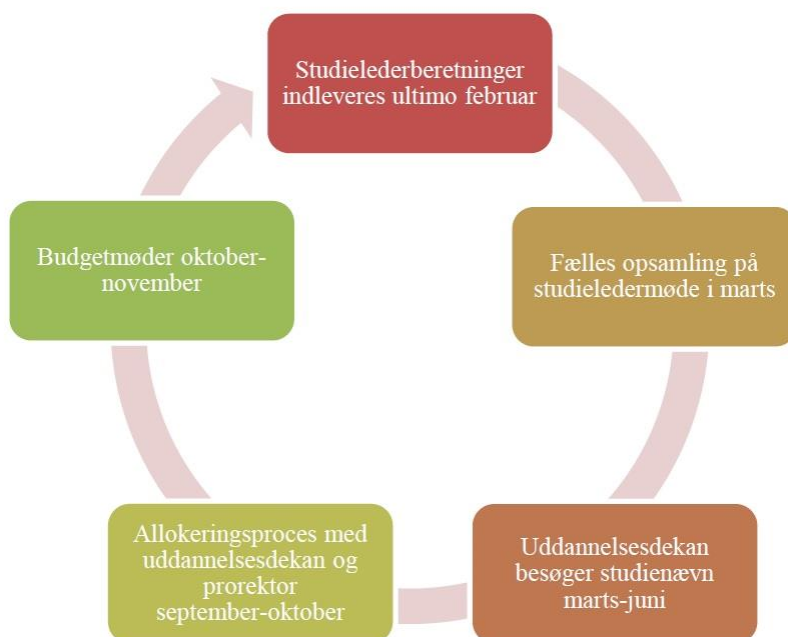 Studielederberetninger
indleveres ultimo februar
Fælles opsamling på
studieledermøde i marts
Uddannelsesdekan
besøger studienævn
marts-juni
Allokeringsproces med
uddannelsesdekan og
prorektor
september-oktober
Budgetmøder oktober-
november